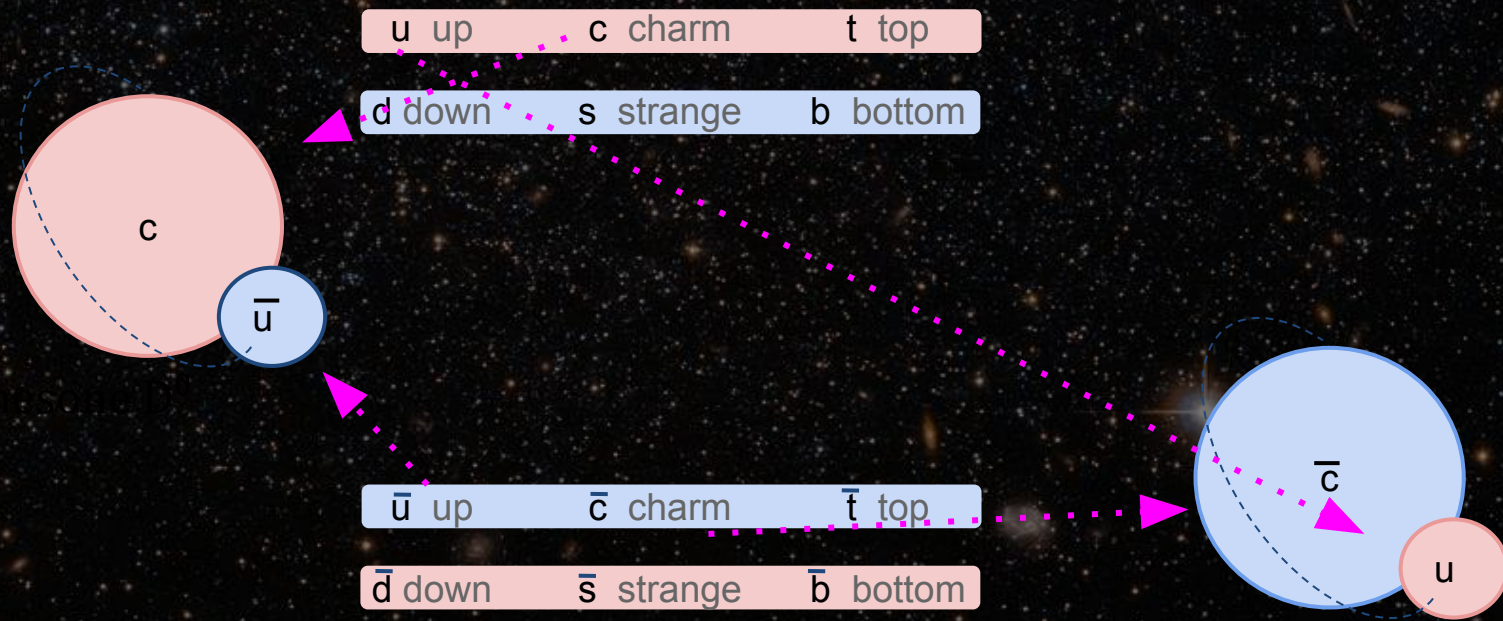 u up c charm t top
d down s strange b bottom
c
u̅
c̅
u
u̅ up c̅ charm t̅ top
d̅ down s̅ strange b̅ bottom